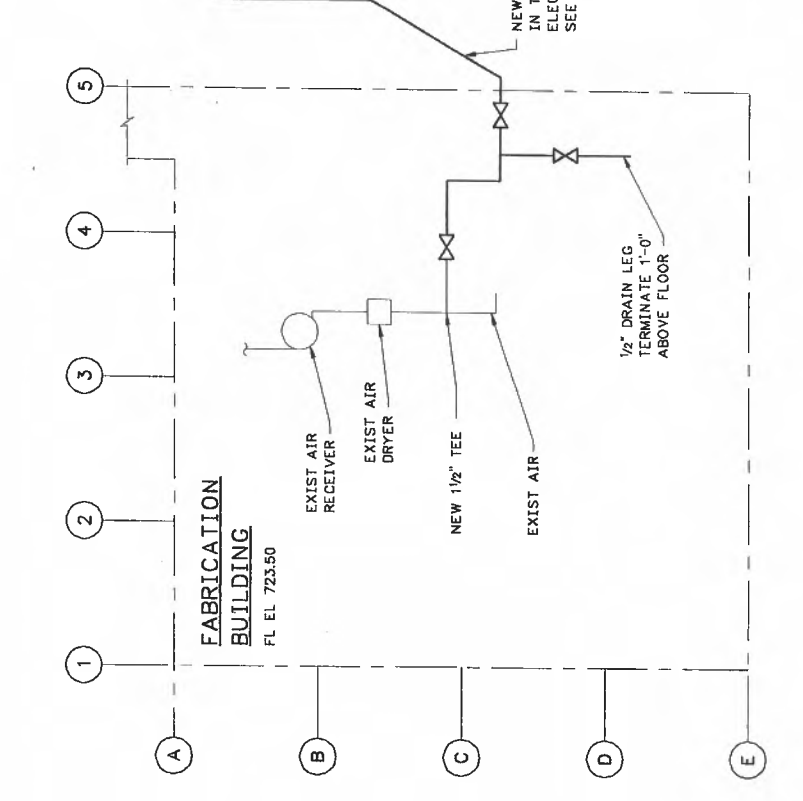 5
4
3
2
1
A
B
C
D
E
FABRICATION
BUILDING
FL EL 723.50
EXIST AIR
RECEIVER
EXIST AIR
DRYER
NEW 1½" TEE
EXIST AIR
½" DRAIN LEG
TERMINATE 1'-0"
ABOVE FLOOR
NEW
IN
SEE